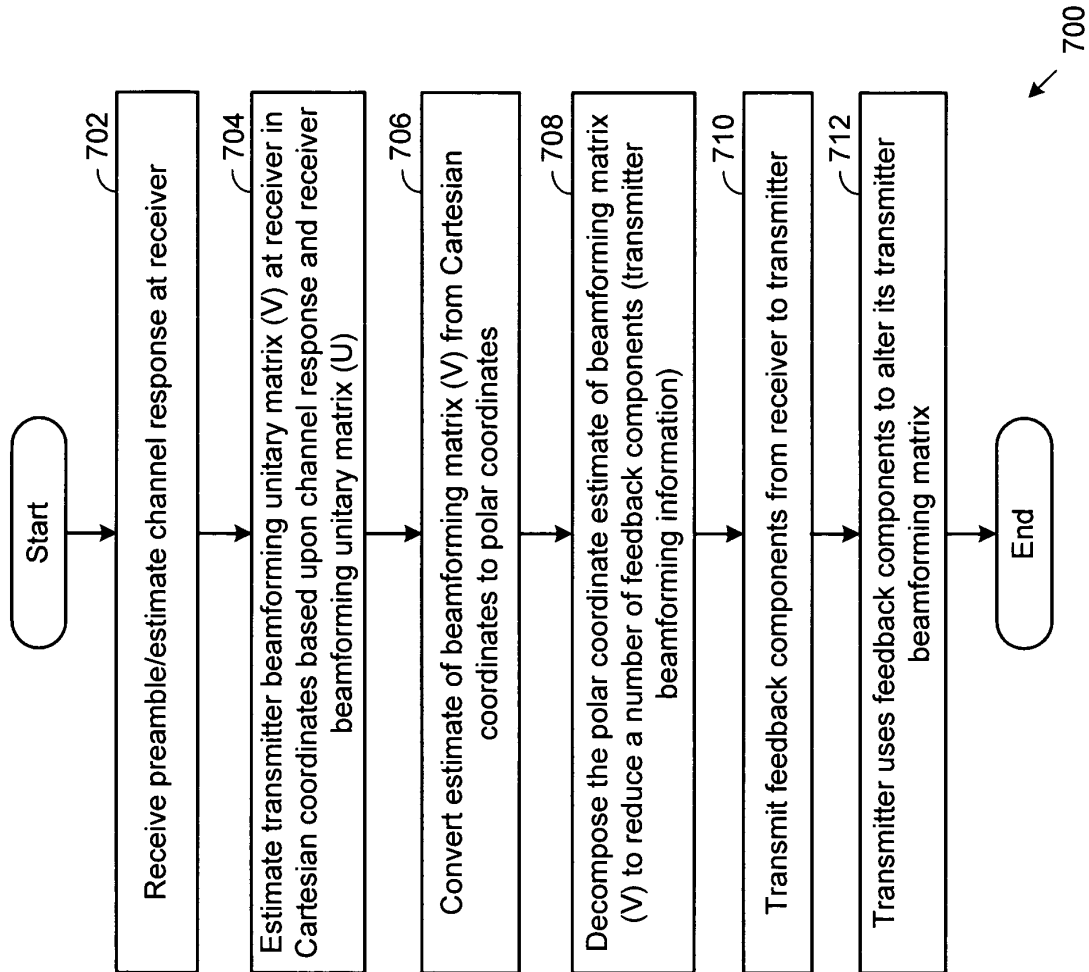 Start
702
Receive preamble/estimate channel response at receiver
704
Estimate transmitter beamforming unitary matrix (V) at receiver in
Cartesian coordinates based upon channel response and receiver
beamforming unitary matrix (U)
706
Convert estimate of beamforming matrix (V) from Cartesian
coordinates to polar coordinates
708
Decompose the polar coordinate estimate of beamforming matrix
(V) to reduce a number of feedback components (transmitter
beamforming information)
710
Transmit feedback components from receiver to transmitter
712
Transmitter uses feedback components to alter its transmitter
beamforming matrix
End
700